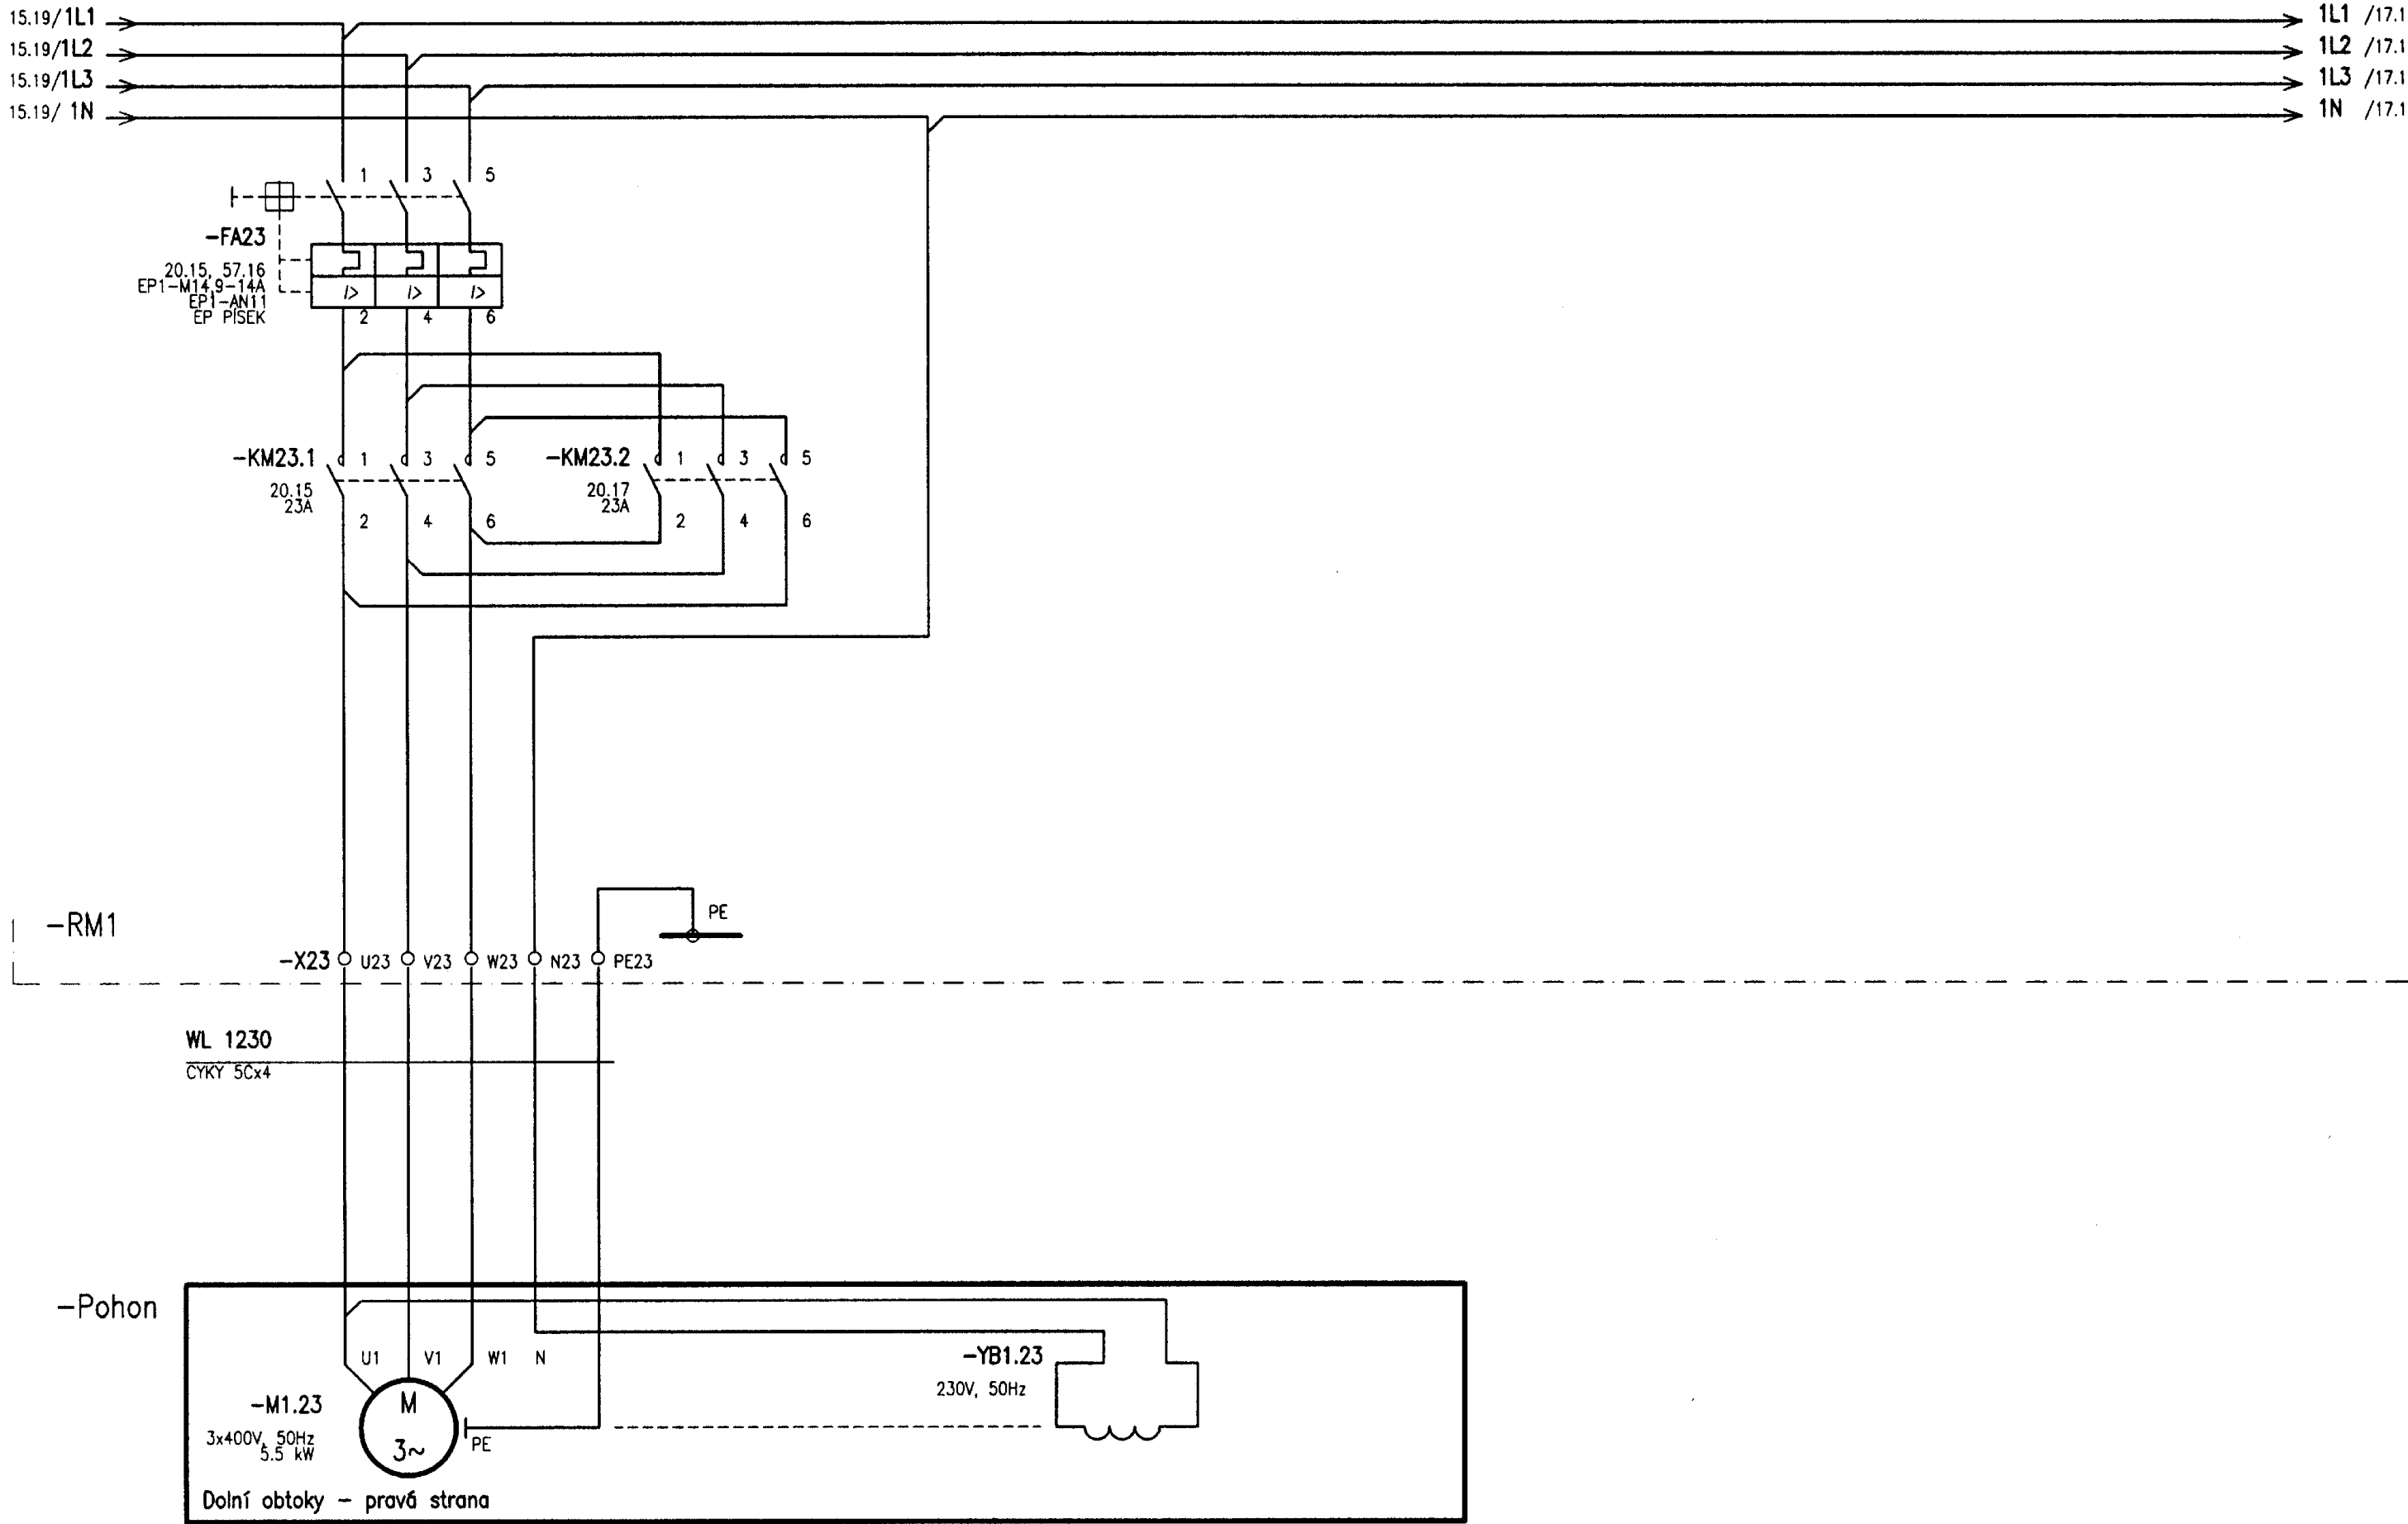 15.19/1L1
1L1 /17.1
15.19/1L2
1L2 /17.1
15.19/1L3
1L3 /17.1
15.19/ 1N
1N /17.1
1 3 5
-FA23
20.15, 57.16
EP1-M14,9-14A
EP1-AN11
EP PÍSEK
I> I> I>
2 4 6
-KM23.1 1 3 5
20.15
23A
2 4 6
-KM23.2 1 3 5
20.17
23A
2 4 6
-RM1
PE
-X23 U23 V23 W23 N23 PE23
WL 1230
CYKY 5Cx4
-Pohon
U1 V1 W1 N
-YB1.23
230V, 50Hz
-M1.23
3x400V, 50Hz
5.5 kW
M
3~
PE
Dolní obtoky - pravá strana